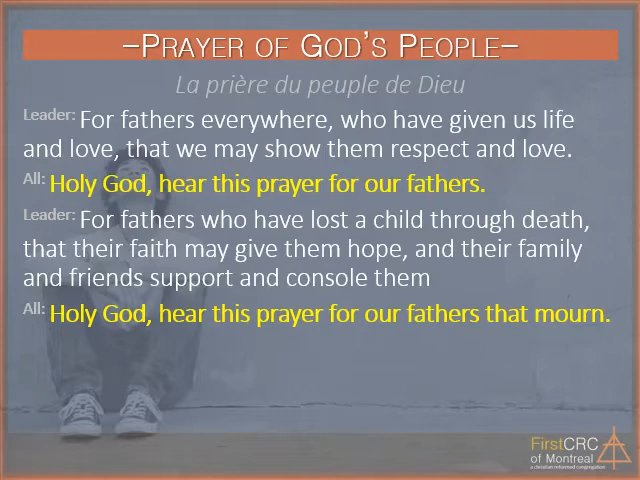 –PRAYER OF GOD'S PEOPLE–
La prière du peuple de Dieu
Leader: For fathers everywhere, who have given us life
and love, that we may show them respect and love.
All: Holy God, hear this prayer for our fathers.
Leader: For fathers who have lost a child through death,
that their faith may give them hope, and their family
and friends support and console them
All: Holy God, hear this prayer for our fathers that mourn.
FirstCRC
of Montreal
a christian reformed congregation